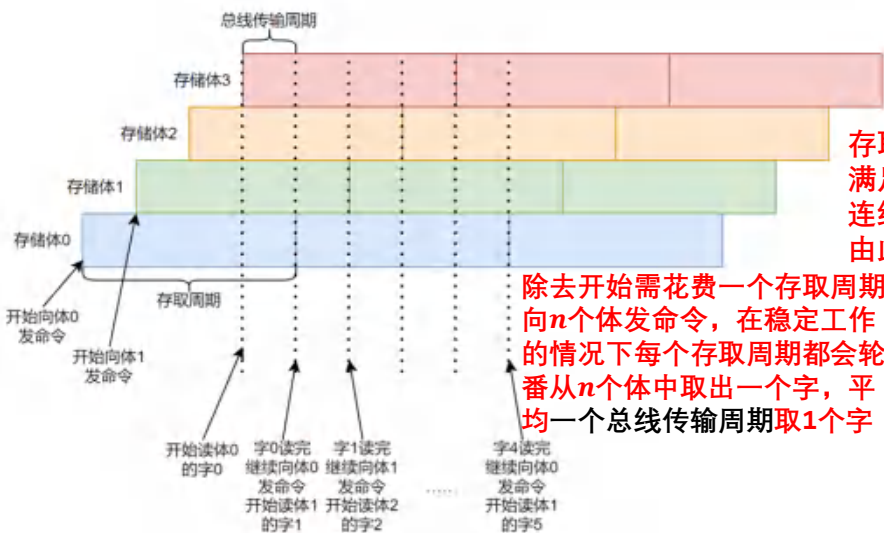 总线传输周期
存储体3
存储体2
存储体1
存储体0
存取周期
开始向体0
发命令
开始向体1
发命令
开始读体0
的字0
字0读完
继续向体0
发命令
开始读体1
的字1
字1读完
继续向体1
发命令
开始读体2
的字2
……
字4读完
继续向体0
发命令
开始读体1
的字5
存取
满足
连续
由此
除去开始需花费一个存取周期
向n个体发命令，在稳定工作
的情况下每个存取周期都会轮
番从n个体中取出一个字，平
均一个总线传输周期取1个字